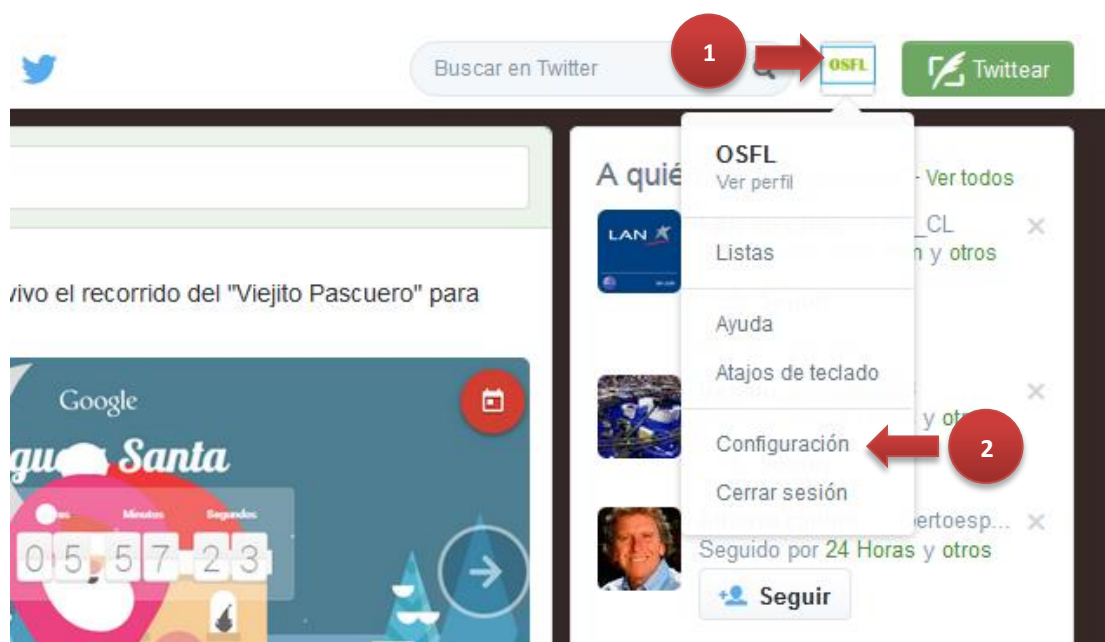 Buscar en Twitter
1
OSFL
Twittear
OSFL
Ver perfil
Listas
Ayuda
Atajos de teclado
Configuración
2
Cerrar sesión
A quié
· Ver todos
LAN
_CL
y otros
vivo el recorrido del "Viejito Pascuero" para
Google
Santa
Minutos
Segundos
05 57 23
y
Seguido por 24 Horas y otros
Seguir